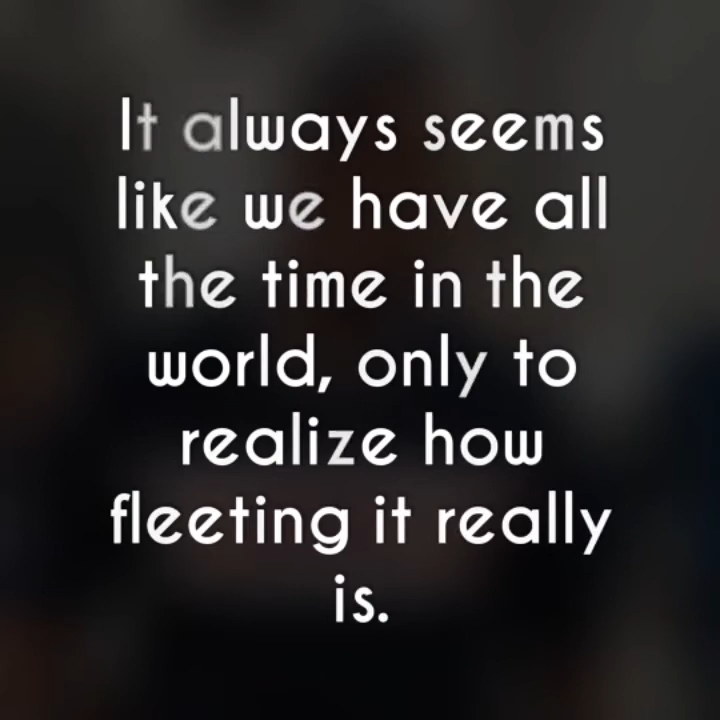 It always seems
like we have all
the time in the
world, only to
realize how
fleeting it really
is.